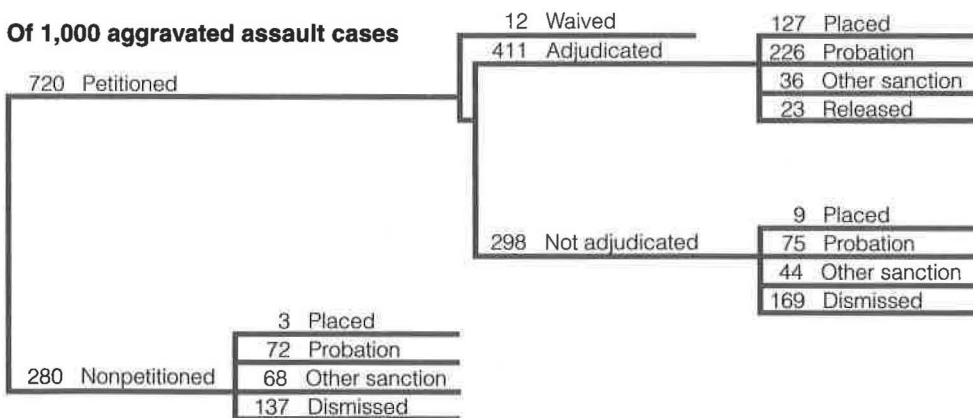 Of 1,000 aggravated assault cases
720 Petitioned
12 Waived
411 Adjudicated
127 Placed
226 Probation
36 Other sanction
23 Released
298 Not adjudicated
9 Placed
75 Probation
44 Other sanction
169 Dismissed
280 Nonpetitioned
3 Placed
72 Probation
68 Other sanction
137 Dismissed